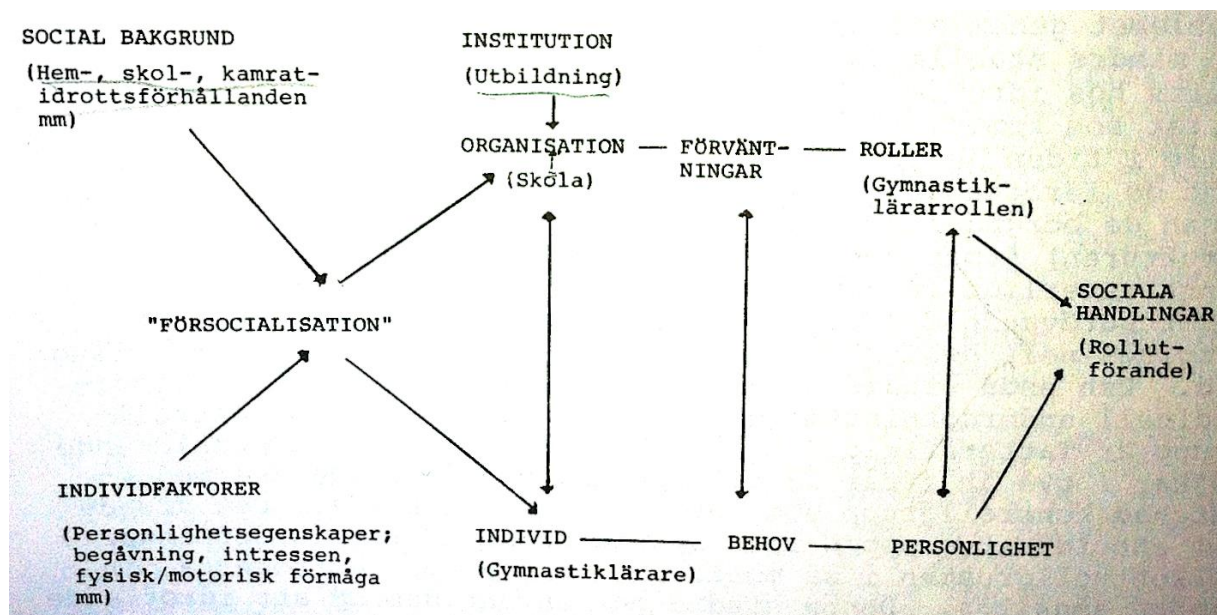 SOCIAL BAKGRUND
(Hem-, skol-, kamrat-
idrottsförhållanden
mm)
INSTITUTION
(Utbildning)
ORGANISATION
(Skola)
FÖRVÄNT-
NINGAR
ROLLER
(Gymnastik-
lärarrollen)
"FÖRSOCIALISATION"
SOCIALA
HANDLINGAR
(Rollut-
förande)
INDIVIDFAKTORER
(Personlighetsegenskaper;
begåvning, intressen,
fysisk/motorisk förmåga
mm)
INDIVID
(Gymnastiklärare)
BEHOV
PERSONLIGHET